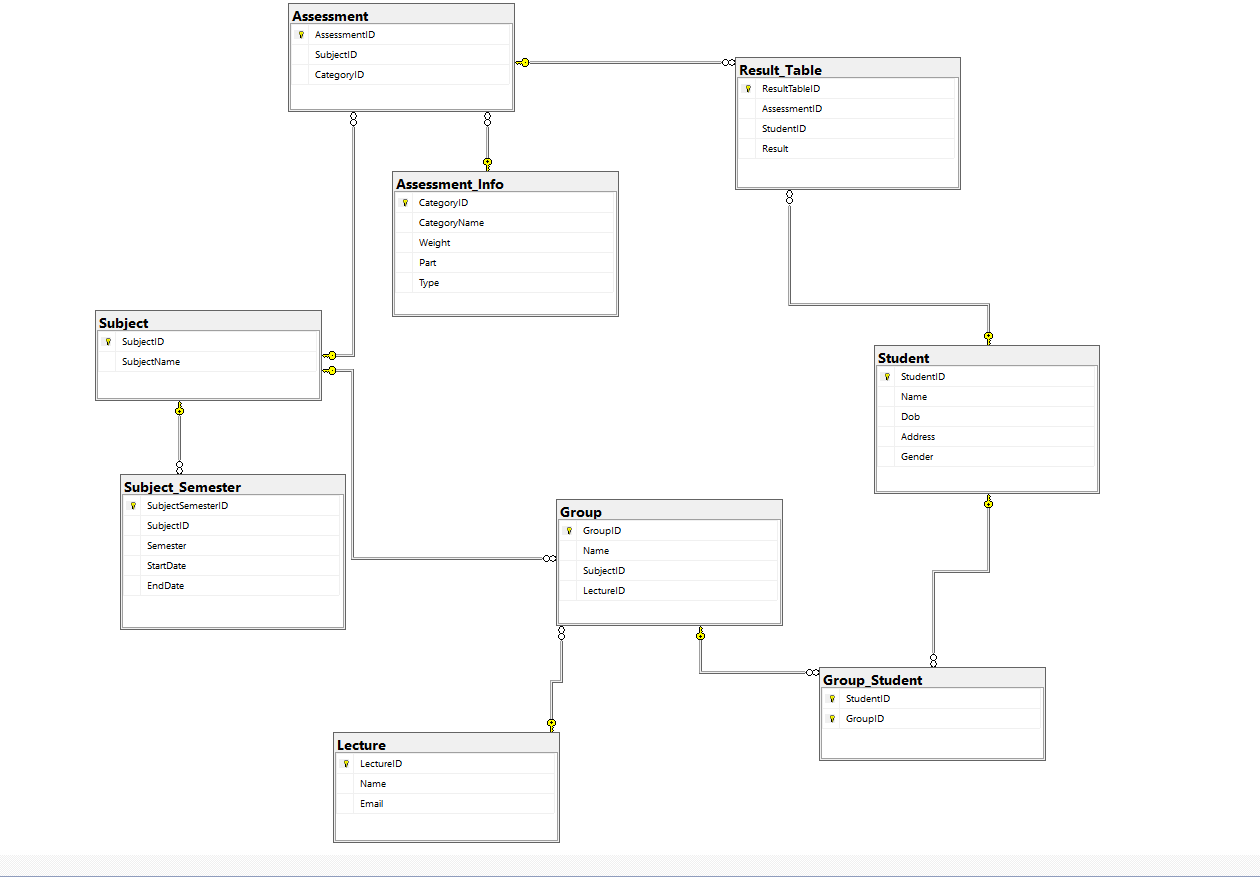 Assessment
AssessmentID
SubjectID
CategoryID
Result_Table
ResultTableID
AssessmentID
StudentID
Result
Assessment_Info
CategoryID
CategoryName
Weight
Part
Type
Subject
SubjectID
SubjectName
Student
StudentID
Name
Dob
Address
Gender
Subject_Semester
SubjectSemesterID
SubjectID
Semester
StartDate
EndDate
Group
GroupID
Name
SubjectID
LectureID
Group_Student
StudentID
GroupID
Lecture
LectureID
Name
Email